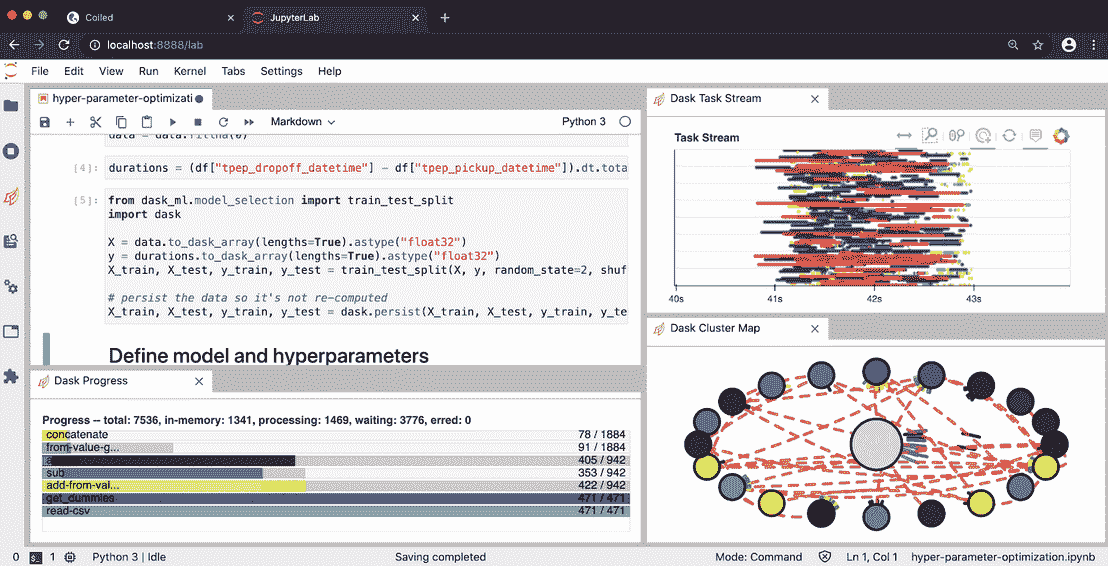 Coiled
JupyterLab
localhost:8888/lab
File Edit View Run Kernel Tabs Settings Help
hyper-parameter-optimizati
Markdown
Python 3
data = data.fillna(0)
[4]: durations = (df["tpep_dropoff_datetime"] - df["tpep_pickup_datetime"]).dt.tota
[5]: from dask_ml.model_selection import train_test_split
import dask
X = data.to_dask_array(lengths=True).astype("float32")
y = durations.to_dask_array(lengths=True).astype("float32")
X_train, X_test, y_train, y_test = train_test_split(X, y, random_state=2, shuf
# persist the data so it's not re-computed
X_train, X_test, y_train, y_test = dask.persist(X_train, X_test, y_train, y_te
Define model and hyperparameters
Dask Progress
Progress -- total: 7536, in-memory: 1341, processing: 1469, waiting: 3776, erred: 0
concatenate 78 / 1884
from-value-g... 91 / 1884
405 / 942
sub 353 / 942
add-from-val... 422 / 942
get_dummies 471 / 471
read-csv 471 / 471
Dask Task Stream
Task Stream
40s 41s 42s 43s
Dask Cluster Map
0 1 Python 3 | Idle Saving completed Mode: Command Ln 1, Col 1 hyper-parameter-optimization.ipynb